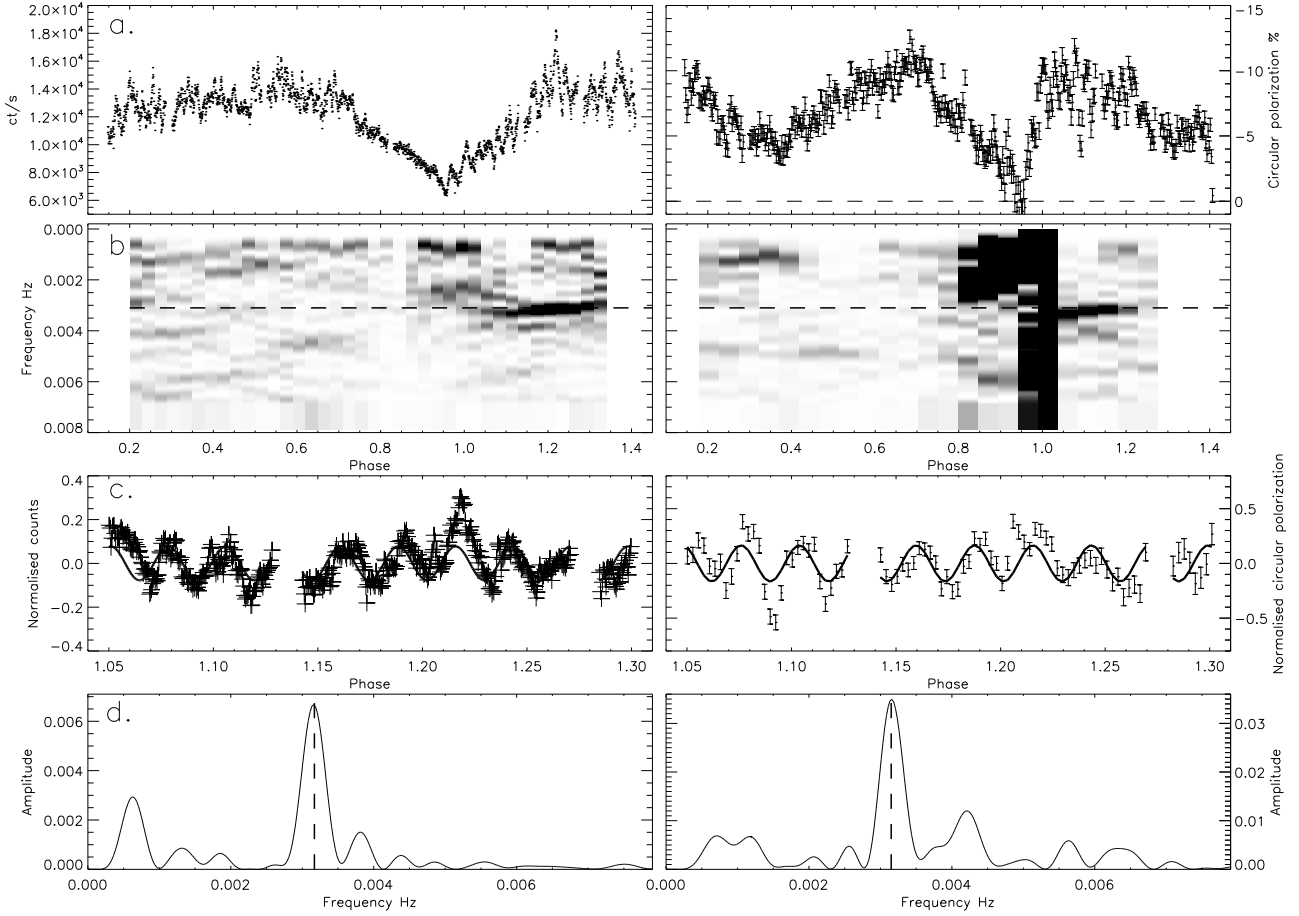 a.
2.0×10⁴
1.8×10⁴
1.6×10⁴
1.4×10⁴
1.2×10⁴
1.0×10⁴
8.0×10³
6.0×10³
ct/s
-15
-10
-5
0
Circular polarization %
b
0.000
0.002
0.004
0.006
0.008
Frequency Hz
0.2 0.4 0.6 0.8 1.0 1.2 1.4
Phase
0.2 0.4 0.6 0.8 1.0 1.2 1.4
Phase
c.
0.4
0.2
0.0
-0.2
-0.4
Normalised counts
1.05 1.10 1.15 1.20 1.25 1.30
Phase
0.5
0.0
-0.5
Normalised circular polarization
1.05 1.10 1.15 1.20 1.25 1.30
Phase
d.
0.006
0.004
0.002
0.000
Amplitude
0.000 0.002 0.004 0.006
Frequency Hz
0.03
0.02
0.01
0.00
Amplitude
0.000 0.002 0.004 0.006
Frequency Hz